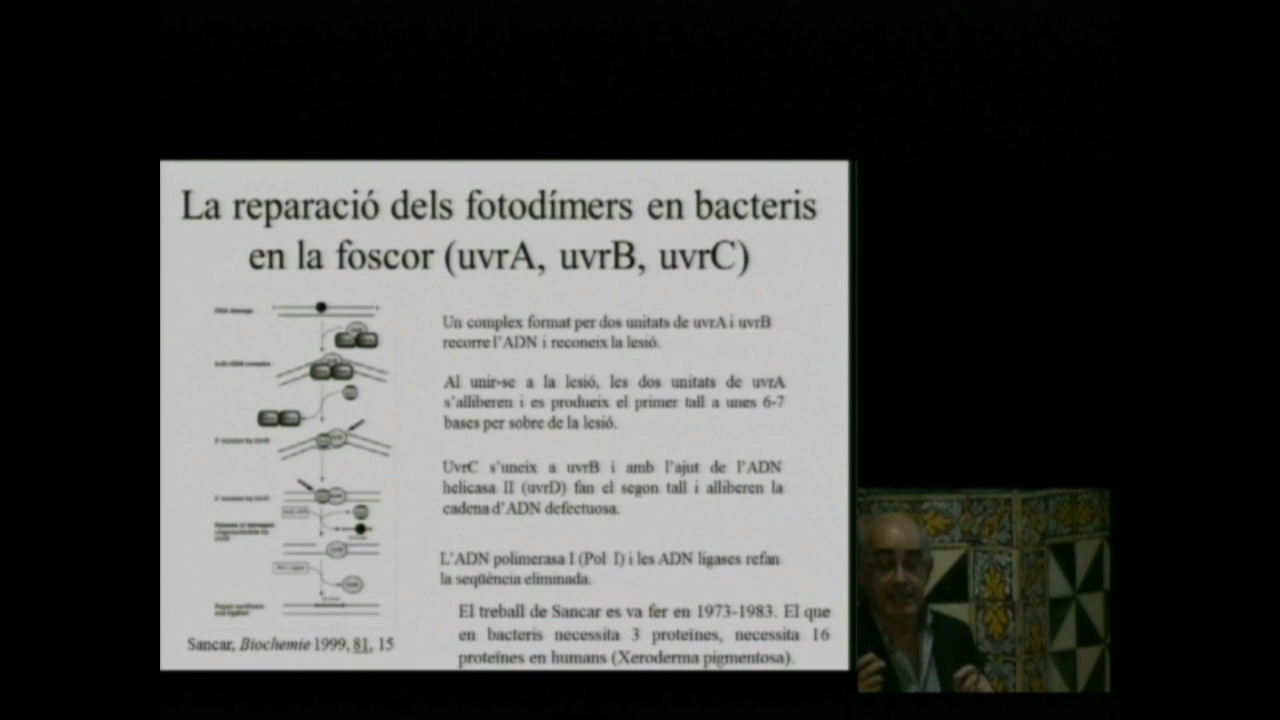 La reparació dels fotodímers en bacteris
en la foscor (uvrA, uvrB, uvrC)
DNA damage
Un complex format per dos unitats de uvrA i uvrB
recorre l'ADN i reconeix la lesió.
Al unir-se a la lesió, les dos unitats de uvrA
s'alliberen i es produeix el primer tall a unes 6-7
bases per sobre de la lesió.
UvrC s'uneix a uvrB i amb l'ajut de l'ADN
helicasa II (uvrD) fan el segon tall i alliberen la
cadena d'ADN defectuosa.
L'ADN polimerasa I (Pol I) i les ADN ligases refan
la seqüència eliminada.
El treball de Sancar es va fer en 1973-1983. El que
en bacteris necessita 3 proteïnes, necessita 16
proteïnes en humans (Xeroderma pigmentosa).
Sancar, Biochemie 1999, 81, 15